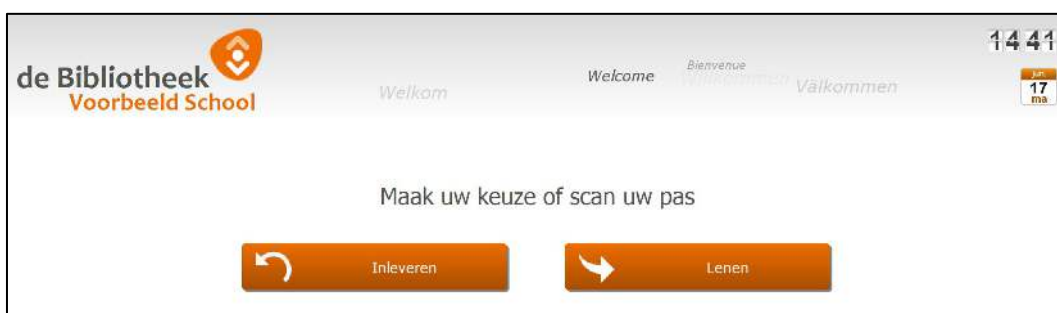 de Bibliotheek
Voorbeeld School
Welkom
Welcome
Bienvenue
Willkommen
Välkommen
14 41
jun
17
ma
Maak uw keuze of scan uw pas
Inleveren
Lenen